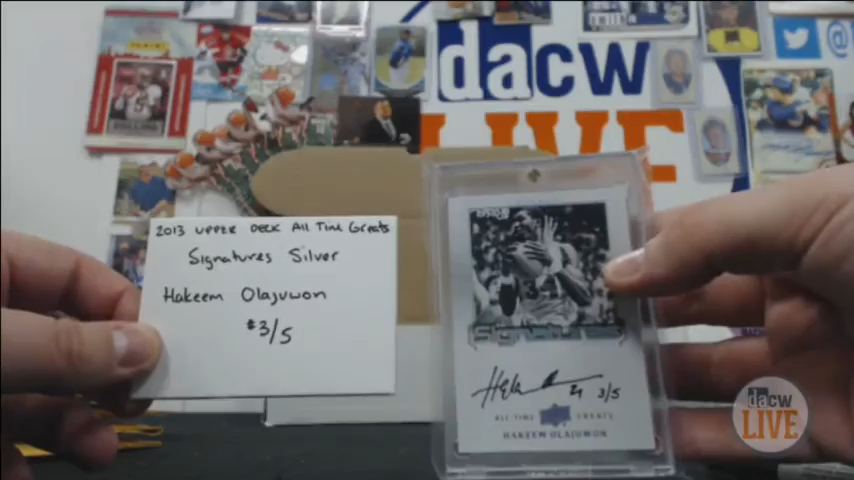 dacw
LIVE
2013 UPPER DECK All Time Greats
Signatures Silver
Hakeem Olajuwon
#3/5
Signatures
3/5
ALL-TIME GREATS
HAKEEM OLAJUWON
dacw
LIVE